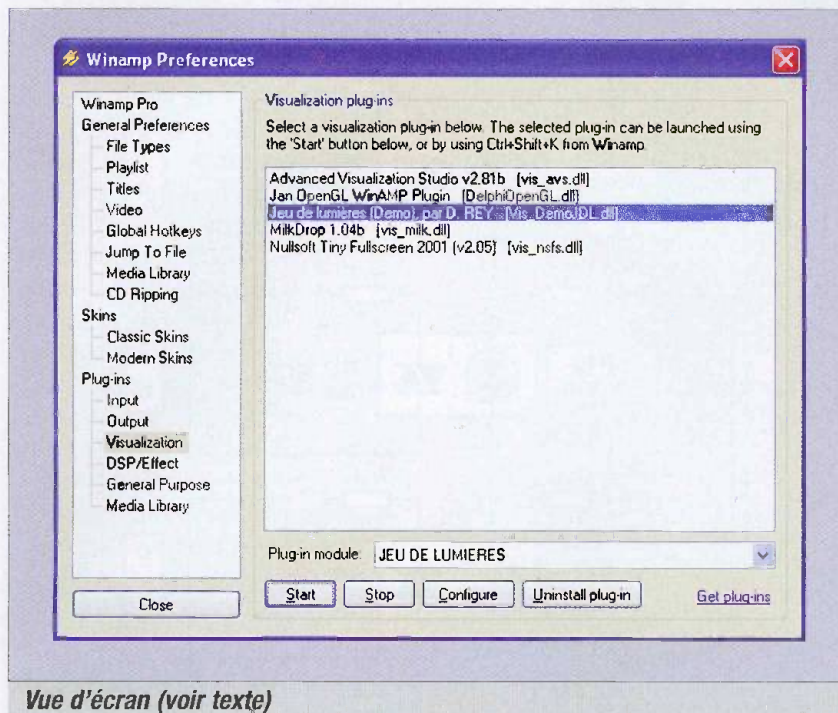 Winamp Preferences
Winamp Pro
General Preferences
File Types
Playlist
Titles
Video
Global Hotkeys
Jump To File
Media Library
CD Ripping
Skins
Classic Skins
Modern Skins
Plug-ins
Input
Output
Visualization
DSP/Effect
General Purpose
Media Library
Close
Visualization plug-ins
Select a visualization plug-in below. The selected plug-in can be launched using
the 'Start' button below, or by using Ctrl+Shift+K from Winamp.
Advanced Visualization Studio v2.81b [vis_avs.dll]
Jan OpenGL WinAMP Plugin [DelphiOpenGL.dll]
Jeu de lumières (Demo), par D. REY [Vis_DemoJDL.dll]
MilkDrop 1.04b [vis_milk.dll]
Nullsoft Tiny Fullscreen 2001 (v2.05) [vis_nsfs.dll]
Plug-in module: JEU DE LUMIERES
Start Stop Configure Uninstall plug-in Get plug-ins
Vue d'écran (voir texte)